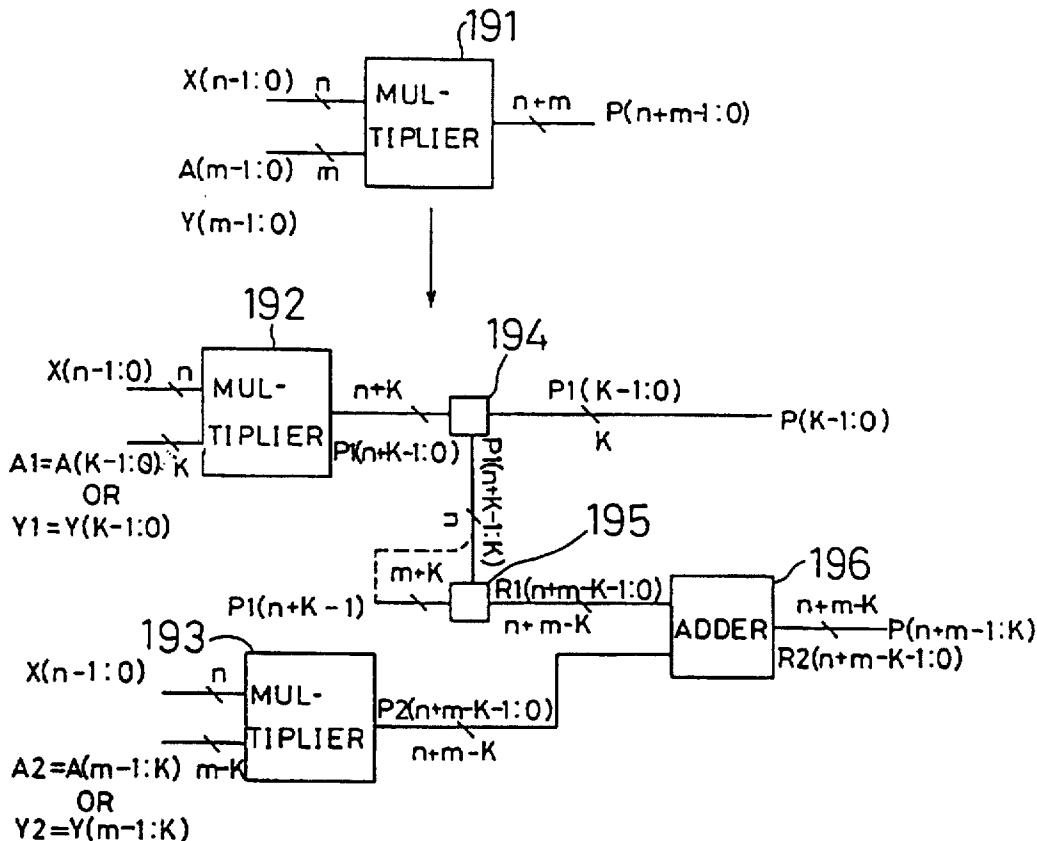 191
X(n-1:0) n
MUL-
TIPLIER
n+m
P(n+m-1:0)
A(m-1:0) m
Y(m-1:0)
192
194
X(n-1:0) n
MUL-
TIPLIER
n+K
P1(K-1:0)
K
P(K-1:0)
P1(n+K-1:0)
A1=A(K-1:0) K
OR
Y1=Y(K-1:0)
P1(n+K-1:K)
n
195
m+K
P1(n+K-1)
R1(n+m-K-1:0)
n+m-K
196
ADDER
n+m-K
P(n+m-1:K)
R2(n+m-K-1:0)
193
X(n-1:0) n
MUL-
TIPLIER
P2(n+m-K-1:0)
n+m-K
A2=A(m-1:K) m-K
OR
Y2=Y(m-1:K)